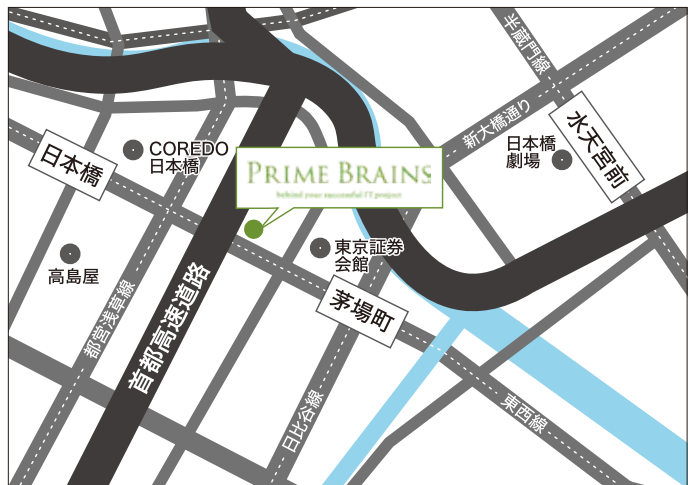 半蔵門線
新大橋通り
水天宮前
日本橋
劇場
COREDO
日本橋
日本橋
PRIME BRAINS
behind your successful IT project
東京証券
会館
高島屋
都営浅草線
首都高速道路
茅場町
日比谷線
東西線